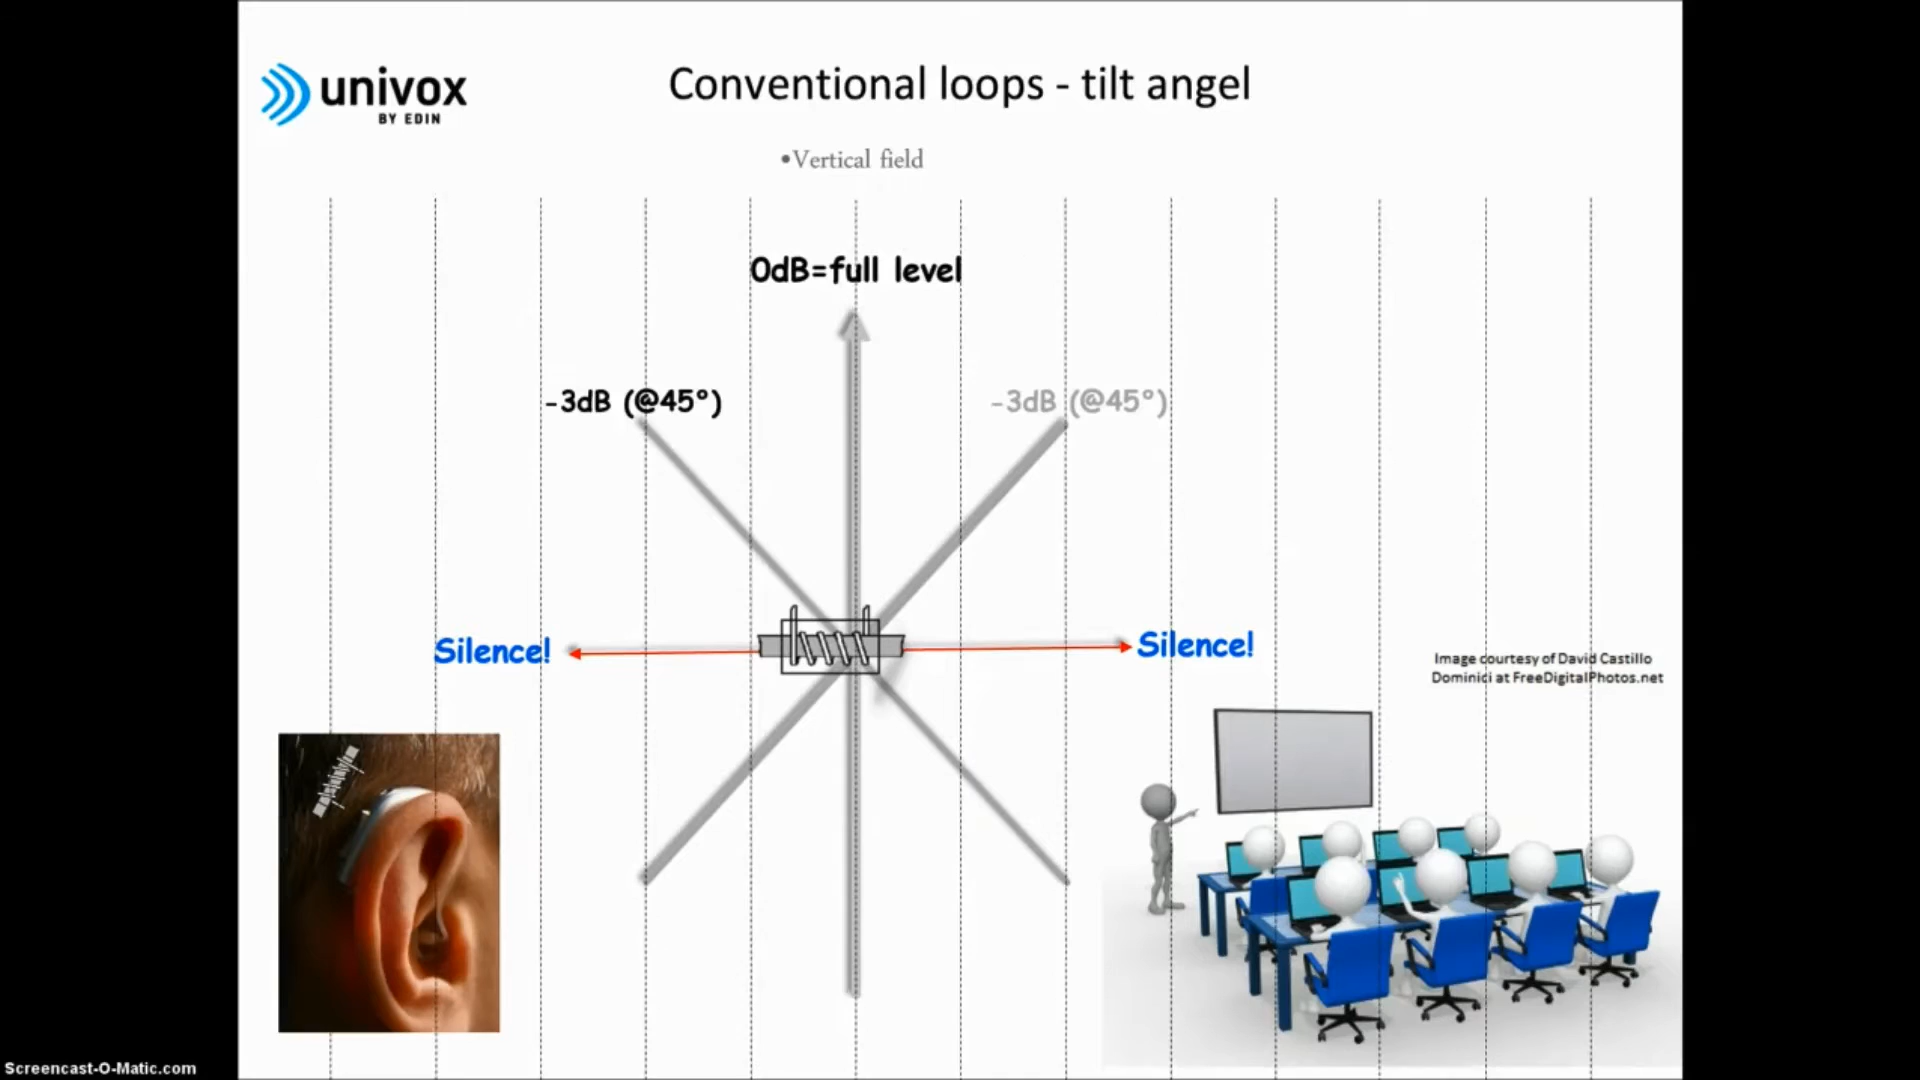 univox
BY EDIN
Conventional loops - tilt angel
•Vertical field
0dB=full level
-3dB (@45°)
-3dB (@45°)
Silence!
Silence!
Image courtesy of David Castillo
Dominici at FreeDigitalPhotos.net
Screencast-O-Matic.com